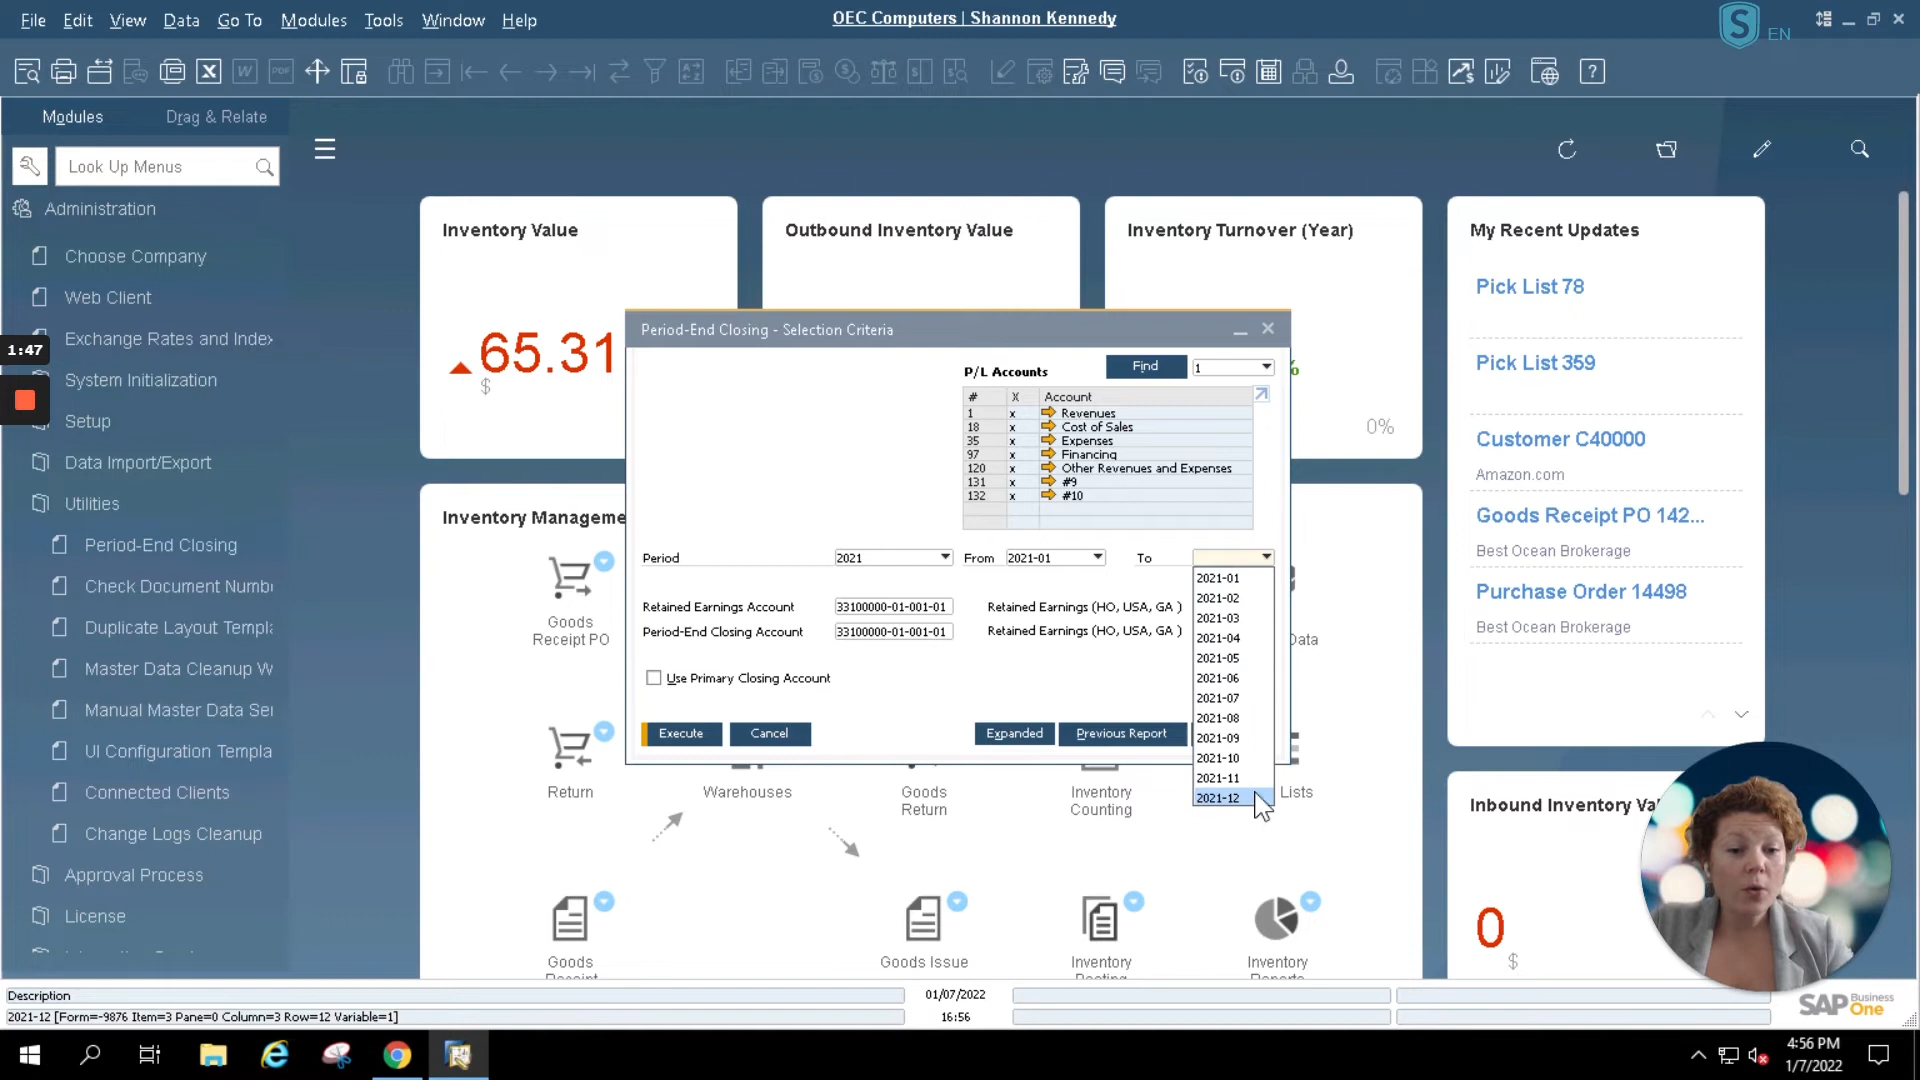 File Edit View Data Go To Modules Tools Window Help
OEC Computers | Shannon Kennedy
EN
Modules Drag & Relate
Look Up Menus
Administration
Choose Company
Web Client
Exchange Rates and Index
1:47
System Initialization
Setup
Data Import/Export
Utilities
Period-End Closing
Check Document Numb
Duplicate Layout Templa
Master Data Cleanup W
Manual Master Data Se
UI Configuration Templa
Connected Clients
Change Logs Cleanup
Approval Process
License
Inventory Value
65.31
$
Outbound Inventory Value
Inventory Turnover (Year)
%
0%
My Recent Updates
Pick List 78
Pick List 359
Customer C40000
Amazon.com
Goods Receipt PO 142...
Best Ocean Brokerage
Purchase Order 14498
Best Ocean Brokerage
Period-End Closing - Selection Criteria
P/L Accounts Find 1
# X Account
1 x Revenues
18 x Cost of Sales
35 x Expenses
97 x Financing
120 x Other Revenues and Expenses
131 x #9
132 x #10
Period 2021 From 2021-01 To
2021-01
2021-02
2021-03
2021-04
2021-05
2021-06
2021-07
2021-08
2021-09
2021-10
2021-11
2021-12
Retained Earnings Account 33100000-01-001-01 Retained Earnings (HO, USA, GA )
Period-End Closing Account 33100000-01-001-01 Retained Earnings (HO, USA, GA )
Use Primary Closing Account
Execute Cancel Expanded Previous Report
Inventory Manageme
Goods
Receipt PO
Data
Return
Warehouses
Goods
Return
Inventory
Counting
Lists
Goods
Receipt
Goods Issue
Inventory
Posting
Inventory
Reports
Inbound Inventory Va
0
$
Description
01/07/2022
2021-12 [Form=-9876 Item=3 Pane=0 Column=3 Row=12 Variable=1]
16:56
SAP Business
One
4:56 PM
1/7/2022